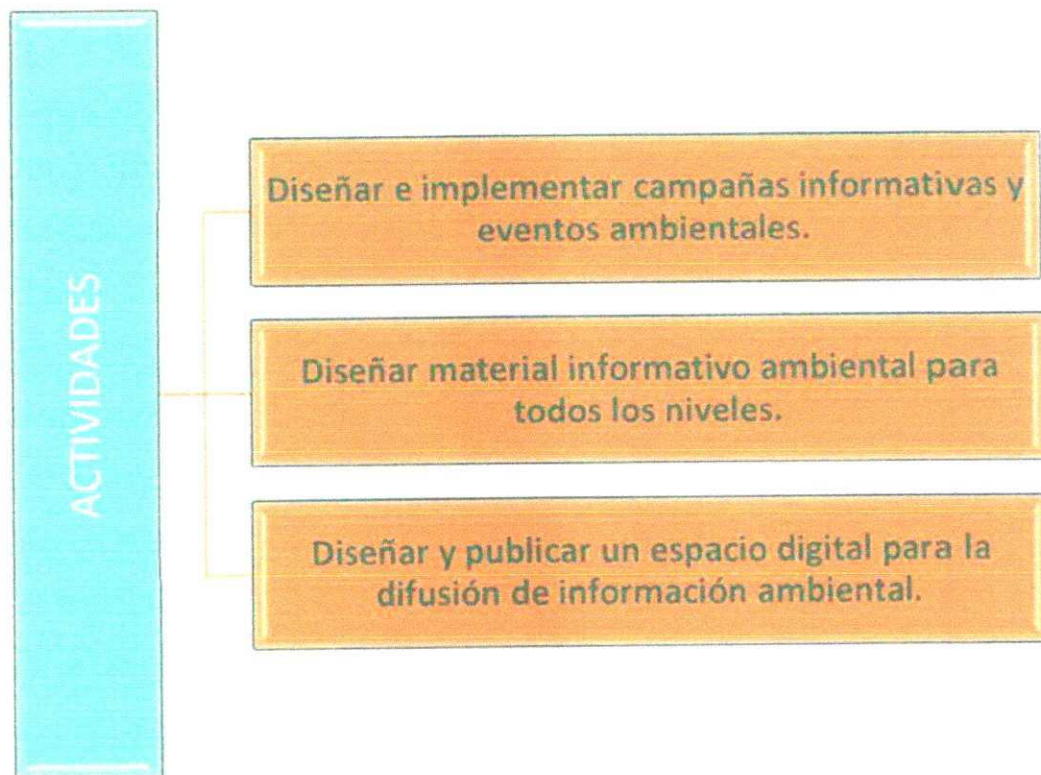 ACTIVIDADES
Diseñar e implementar campañas informativas y
eventos ambientales.
Diseñar material informativo ambiental para
todos los niveles.
Diseñar y publicar un espacio digital para la
difusión de información ambiental.